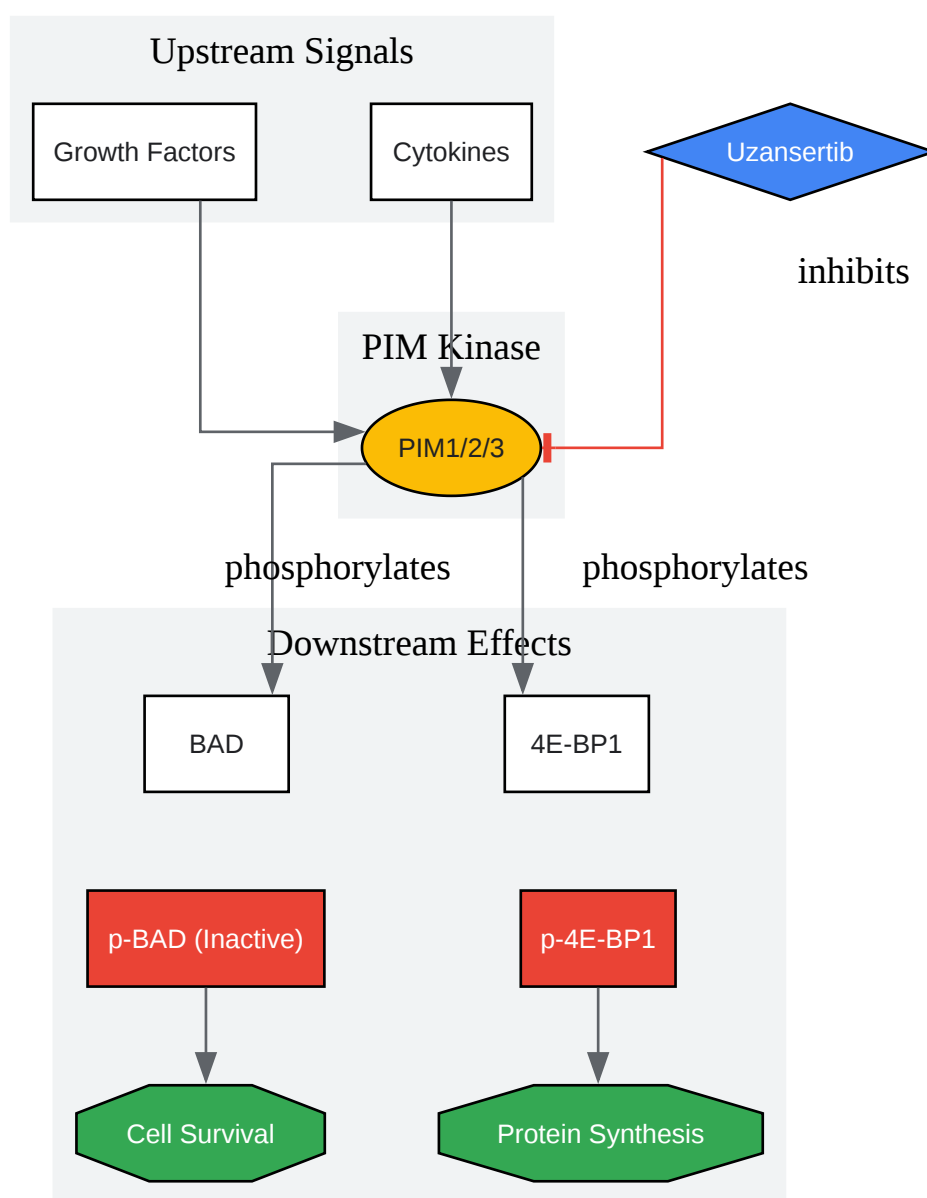 Upstream Signals
Growth Factors
Cytokines
Uzansertib
inhibits
PIM Kinase
PIM1/2/3
phosphorylates
phosphorylates
Downstream Effects
BAD
4E-BP1
p-BAD (Inactive)
p-4E-BP1
Cell Survival
Protein Synthesis